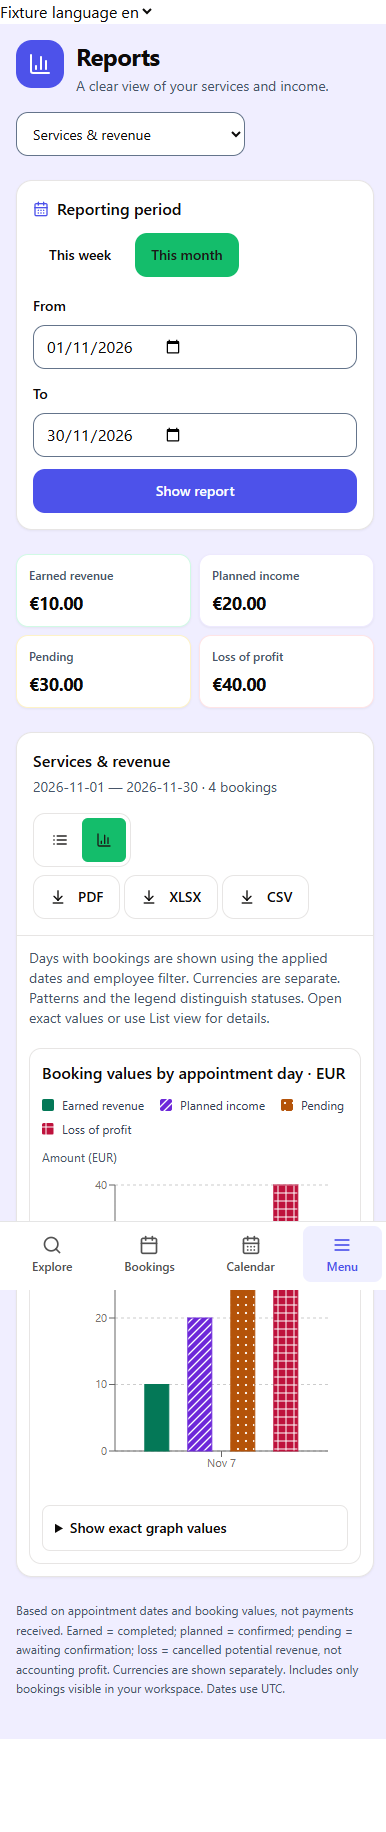 Fixture language en
Reports
A clear view of your services and income.
Services & revenue
Reporting period
This week
This month
From
01/11/2026
To
30/11/2026
Show report
Earned revenue
€10.00
Planned income
€20.00
Pending
€30.00
Loss of profit
€40.00
Services & revenue
2026-11-01 — 2026-11-30 · 4 bookings
PDF
XLSX
CSV
Days with bookings are shown using the applied
dates and employee filter. Currencies are separate.
Patterns and the legend distinguish statuses. Open
exact values or use List view for details.
Booking values by appointment day · EUR
Earned revenue
Planned income
Pending
Loss of profit
Amount (EUR)
40
Explore
Bookings
Calendar
Menu
20
10
0
Nov 7
Show exact graph values
Based on appointment dates and booking values, not payments
received. Earned = completed; planned = confirmed; pending =
awaiting confirmation; loss = cancelled potential revenue, not
accounting profit. Currencies are shown separately. Includes only
bookings visible in your workspace. Dates use UTC.